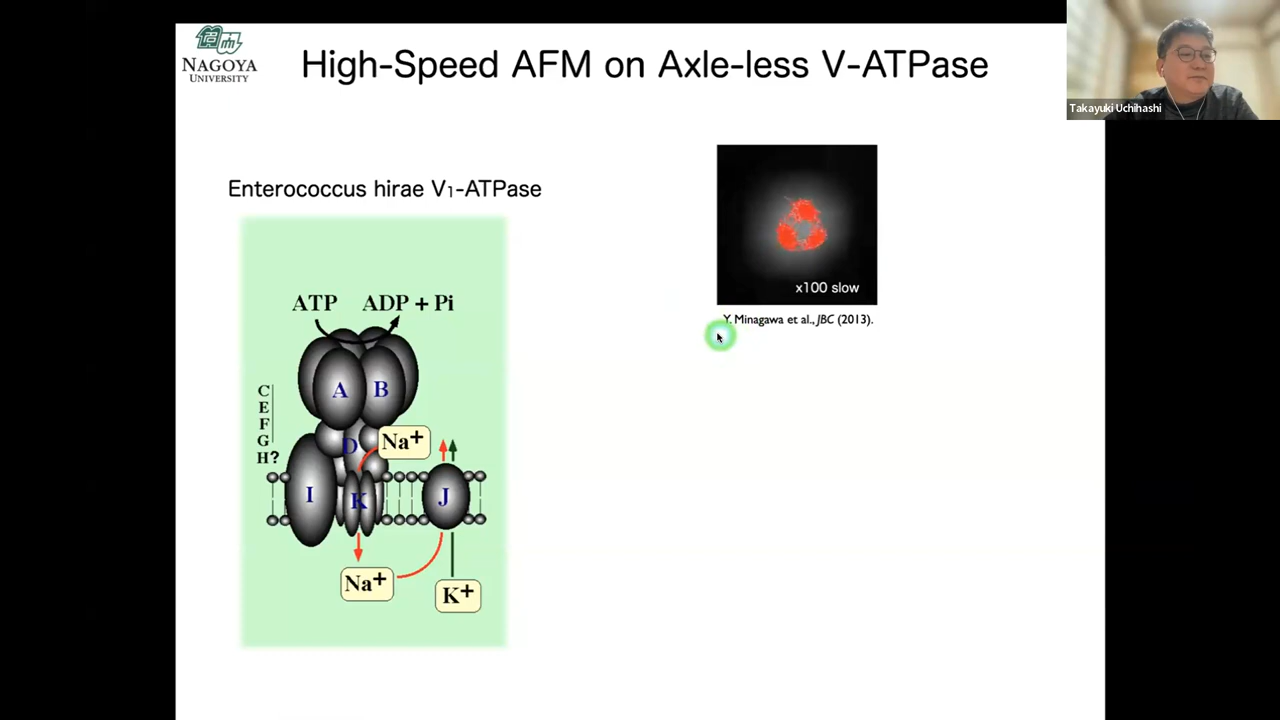 NAGOYA
UNIVERSITY
High-Speed AFM on Axle-less V-ATPase
Takayuki Uchihashi
Enterococcus hirae V₁-ATPase
ATP
ADP + Pi
A
B
C
E
F
G
H?
D
Na⁺
I
K
J
Na⁺
K⁺
x100 slow
Y. Minagawa et al., JBC (2013).